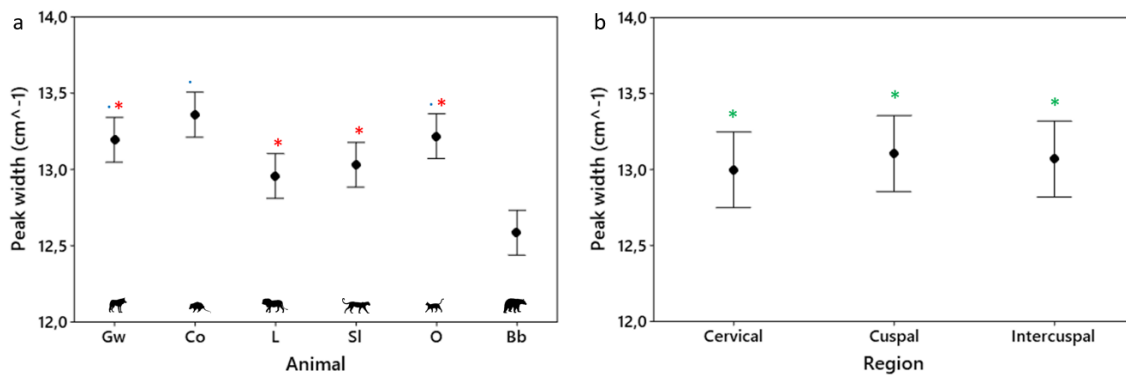 a
14,0
13,5
13,0
12,5
12,0
Peak width (cm^-1)
. *
.
*
*
. *
Gw Co L Sl O Bb
Animal
b
14,0
13,5
13,0
12,5
12,0
Peak width (cm^-1)
*
*
*
Cervical Cuspal Intercuspal
Region